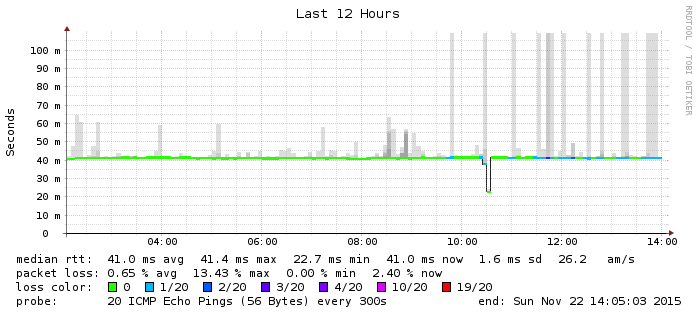 Last 12 Hours
RRDTOOL / TOBI OETIKER
Seconds
100 m
90 m
80 m
70 m
60 m
50 m
40 m
30 m
20 m
10 m
0
04:00 06:00 08:00 10:00 12:00 14:00
median rtt: 41.0 ms avg 41.4 ms max 22.7 ms min 41.0 ms now 1.6 ms sd 26.2 am/s
packet loss: 0.65 % avg 13.43 % max 0.00 % min 2.40 % now
loss color: 0 1/20 2/20 3/20 4/20 10/20 19/20
probe: 20 ICMP Echo Pings (56 Bytes) every 300s end: Sun Nov 22 14:05:03 2015